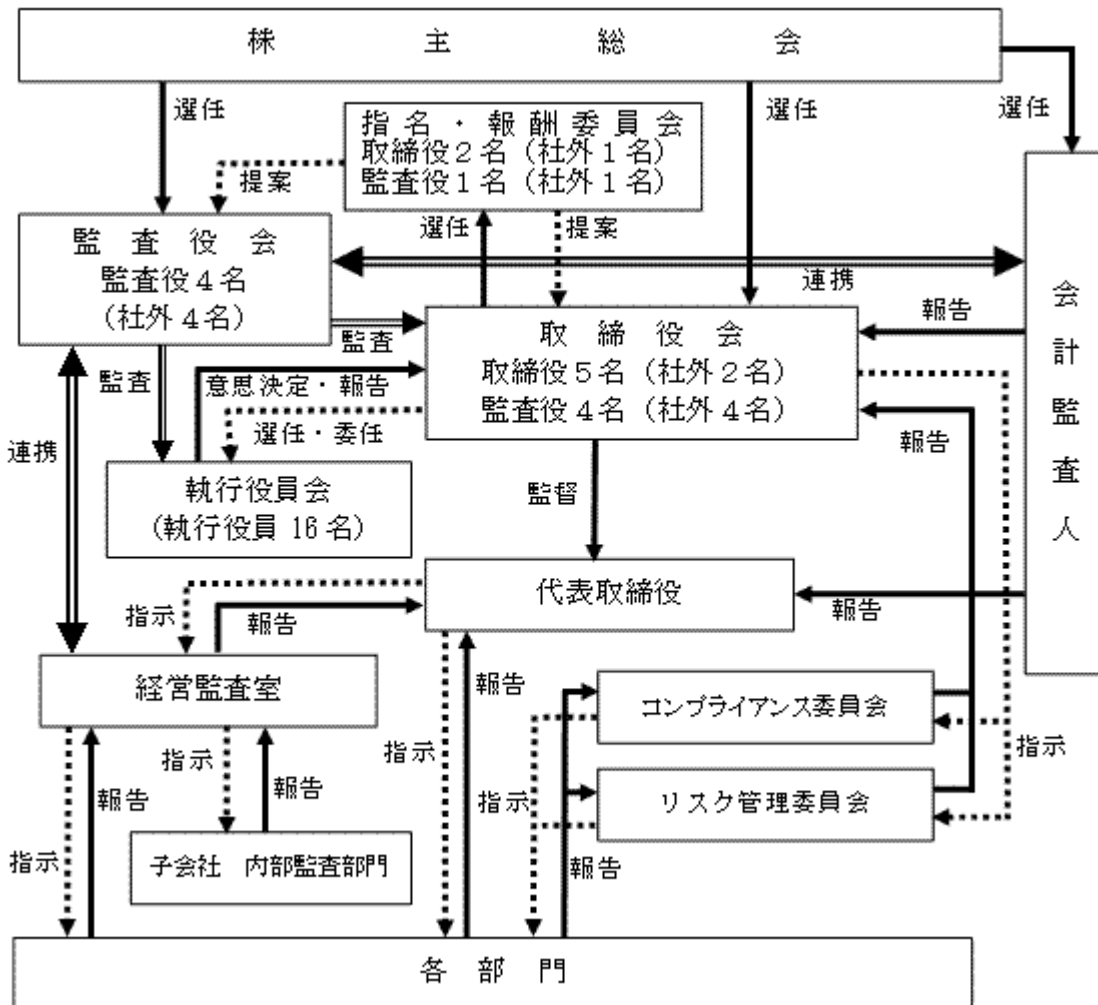 株主総会
選任
選任
選任
指名・報酬委員会
取締役2名（社外1名）
監査役1名（社外1名）
提案
選任
提案
監査役会
監査役4名
（社外4名）
連携
監査
監査
取締役会
取締役5名（社外2名）
監査役4名（社外4名）
報告
会計監査人
意思決定・報告
選任・委任
報告
連携
執行役員会
（執行役員 16名）
監督
代表取締役
指示
報告
報告
経営監査室
報告
コンプライアンス委員会
指示
指示
指示
報告
指示
リスク管理委員会
子会社　内部監査部門
指示
報告
報告
各部門